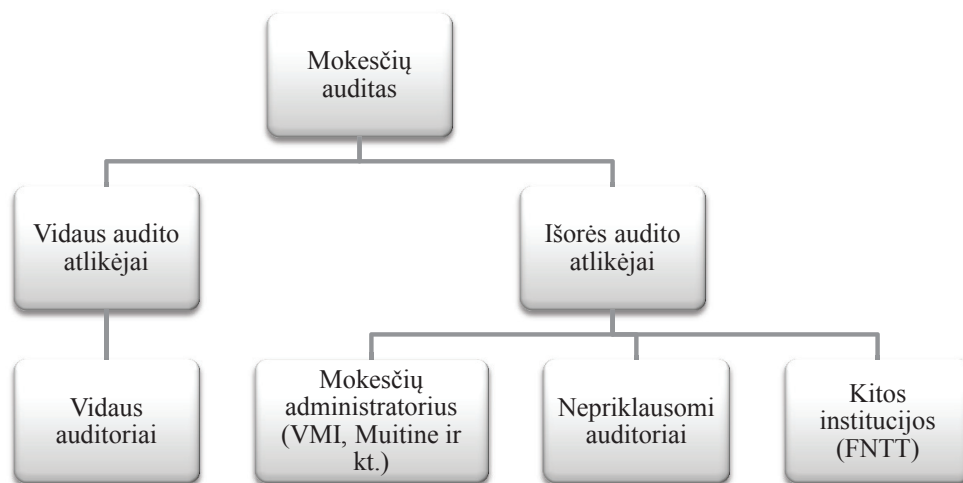 Mokesčių
auditas
Vidaus audito
atlikėjai
Išorės audito
atlikėjai
Vidaus
auditoriai
Mokesčių
administratorius
(VMI, Muitine ir
kt.)
Nepriklausomi
auditoriai
Kitos
institucijos
(FNTT)